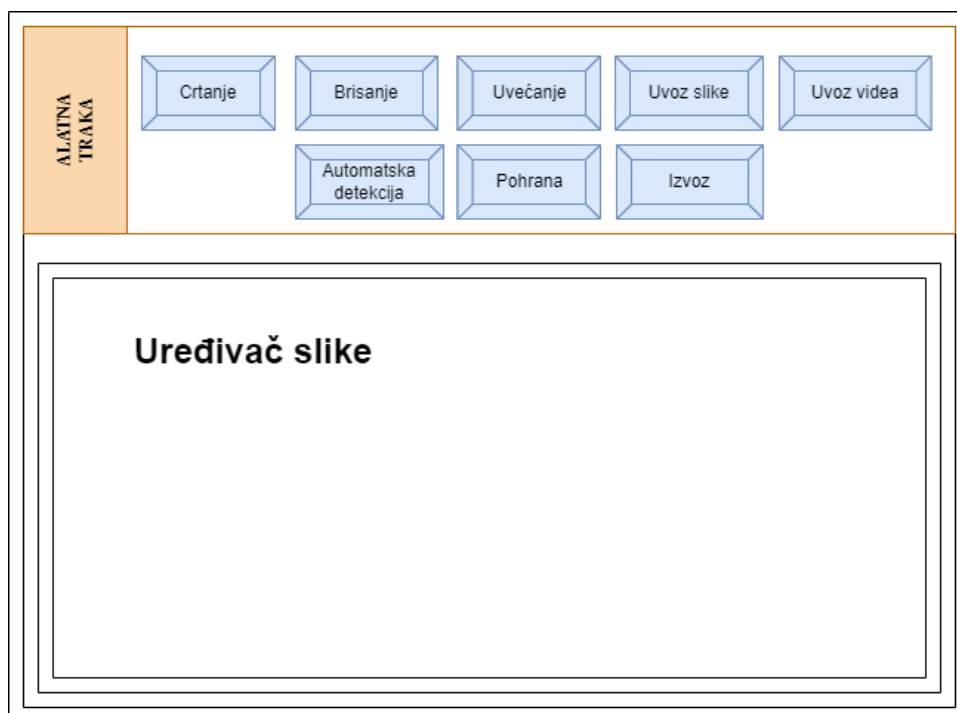 ALATNA
TRAKA
Crtanje
Brisanje
Uvećanje
Uvoz slike
Uvoz videa
Automatska
detekcija
Pohrana
Izvoz
Uređivač slike